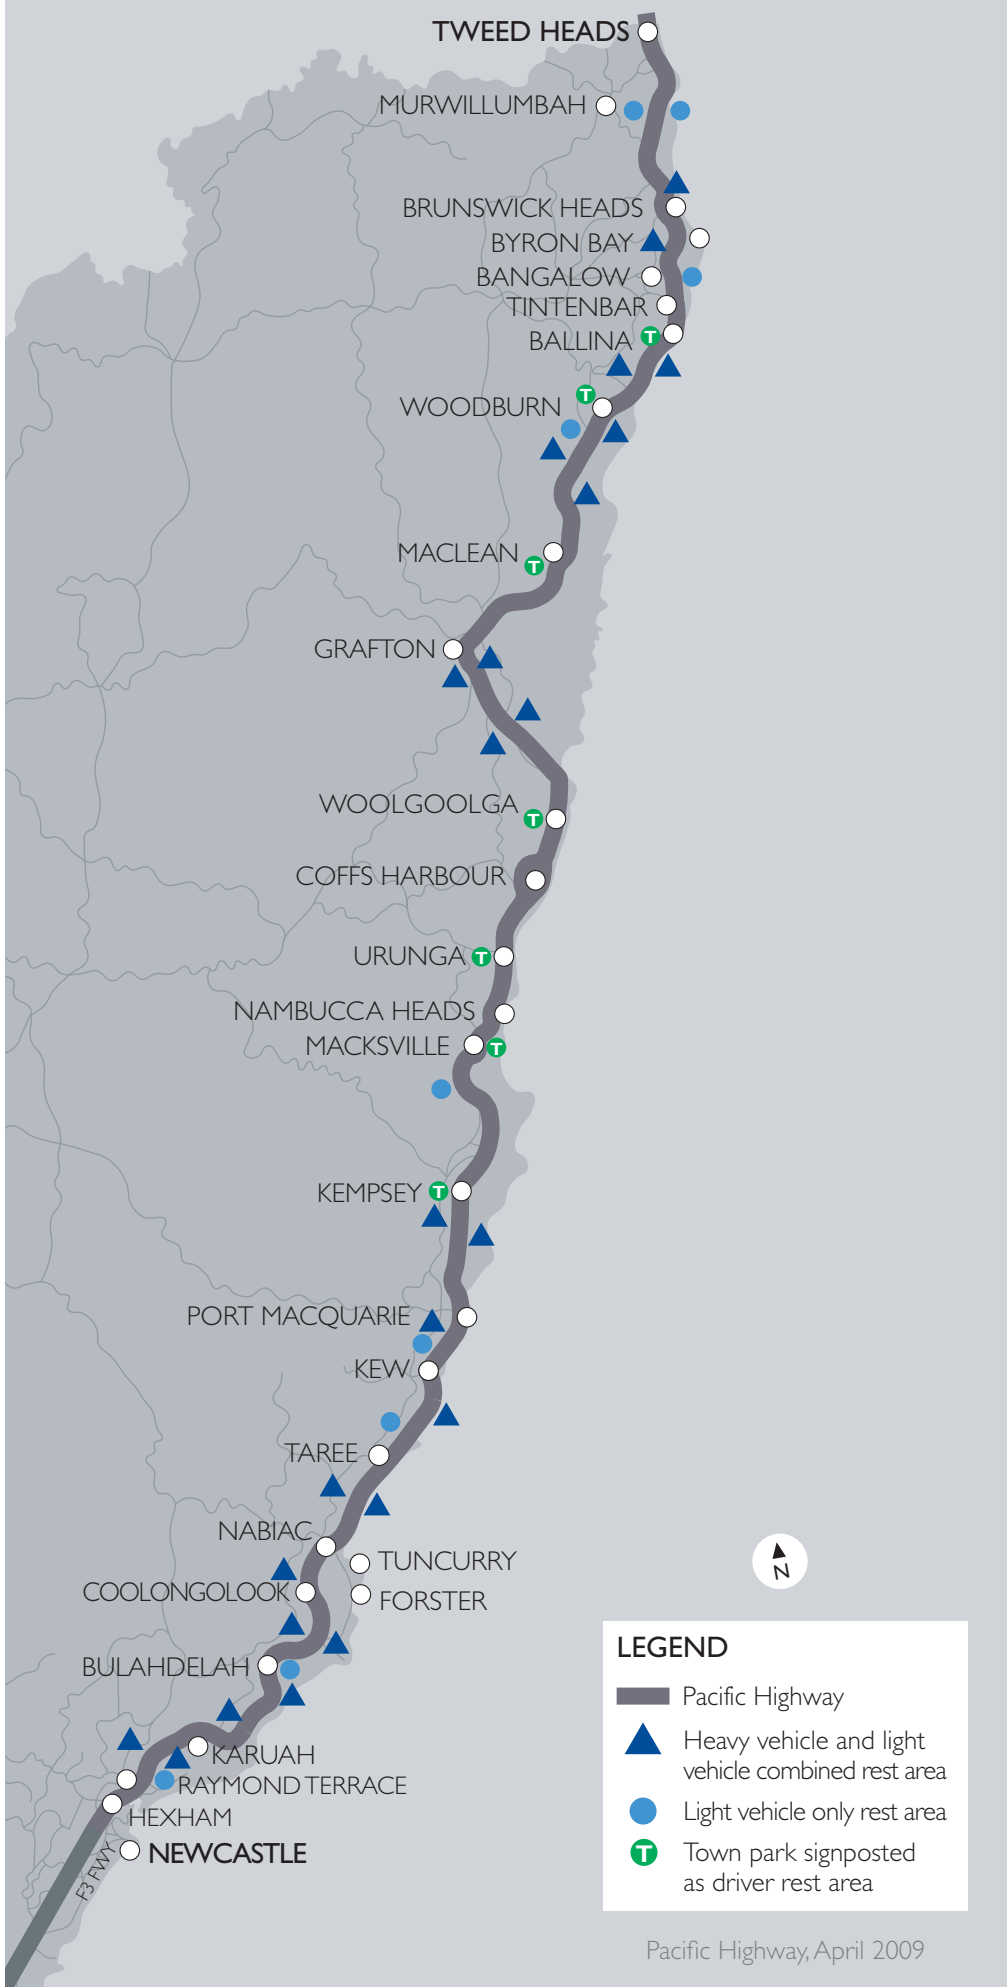 TWEED HEADS
MURWILLUMBAH
BRUNSWICK HEADS
BYRON BAY
BANGALOW
TINTENBAR
BALLINA
T
T
WOODBURN
MACLEAN
T
GRAFTON
WOOLGOOLGA
T
COFFS HARBOUR
URUNGA
T
NAMBUCCA HEADS
MACKSVILLE
T
KEMPSEY
T
PORT MACQUARIE
KEW
TAREE
NABIAC
TUNCURRY
COOLONGOLOOK
FORSTER
BULAHDELAH
KARUAH
RAYMOND TERRACE
HEXHAM
NEWCASTLE
F3 FWY
N
LEGEND
Pacific Highway
Heavy vehicle and light
vehicle combined rest area
Light vehicle only rest area
T
Town park signposted
as driver rest area
Pacific Highway, April 2009